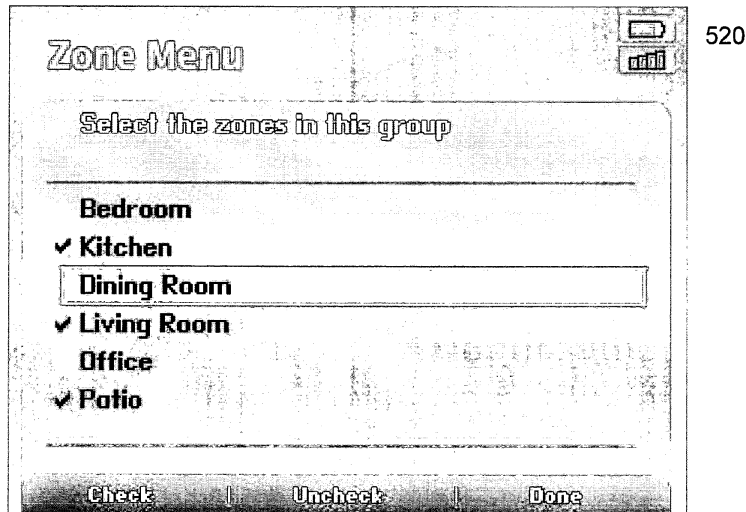 Zone Menu
520
Select the zones in this group
Bedroom
✓ Kitchen
Dining Room
✓ Living Room
Office
✓ Patio
Check | Uncheck | Done